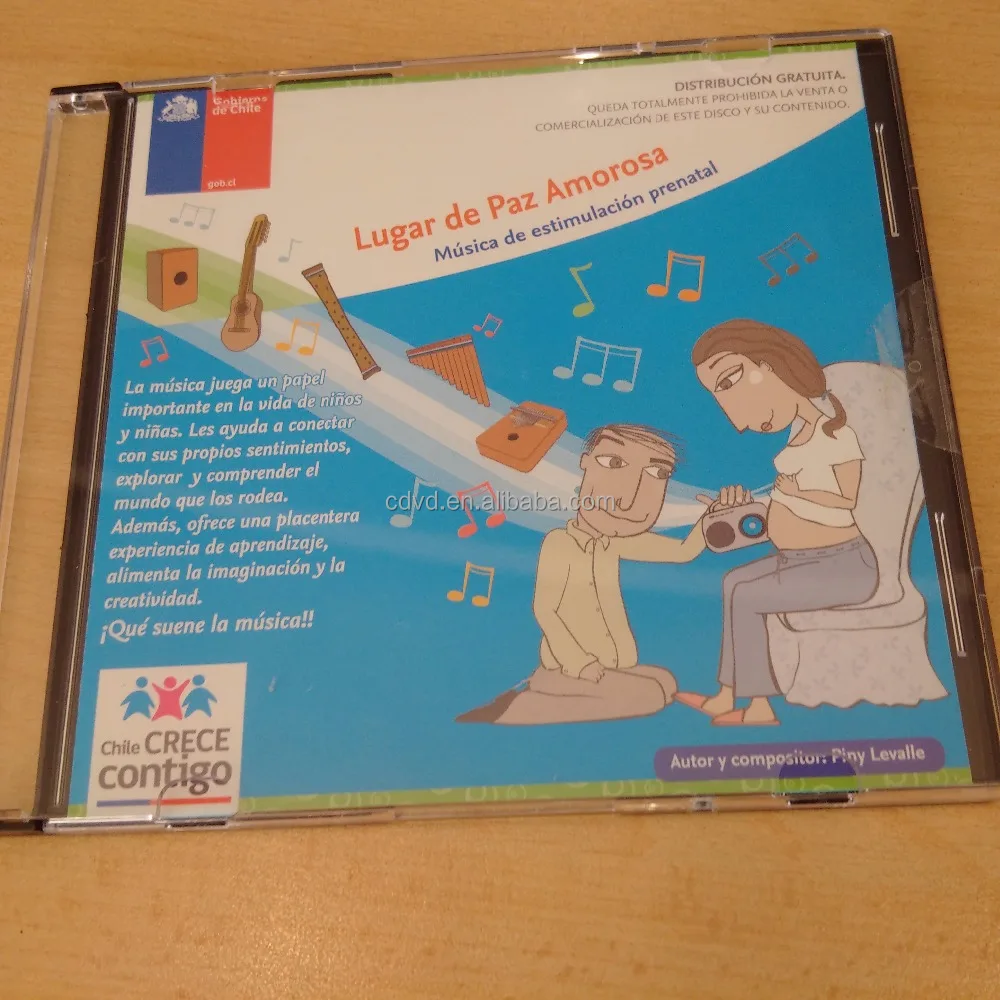 Gobierno
de Chile
gob.cl
DISTRIBUCIÓN GRATUITA.
QUEDA TOTALMENTE PROHIBIDA LA VENTA O
COMERCIALIZACIÓN DE ESTE DISCO Y SU CONTENIDO.
Lugar de Paz Amorosa
Música de estimulación prenatal
La música juega un papel
importante en la vida de niños
y niñas. Les ayuda a conectar
con sus propios sentimientos,
explorar y comprender el
mundo que los rodea.
Además, ofrece una placentera
experiencia de aprendizaje,
alimenta la imaginación y la
creatividad.
¡Qué suene la música!!
cdvd.en.alibaba.com
Chile CRECE
contigo
Autor y compositor: Piny Levalle